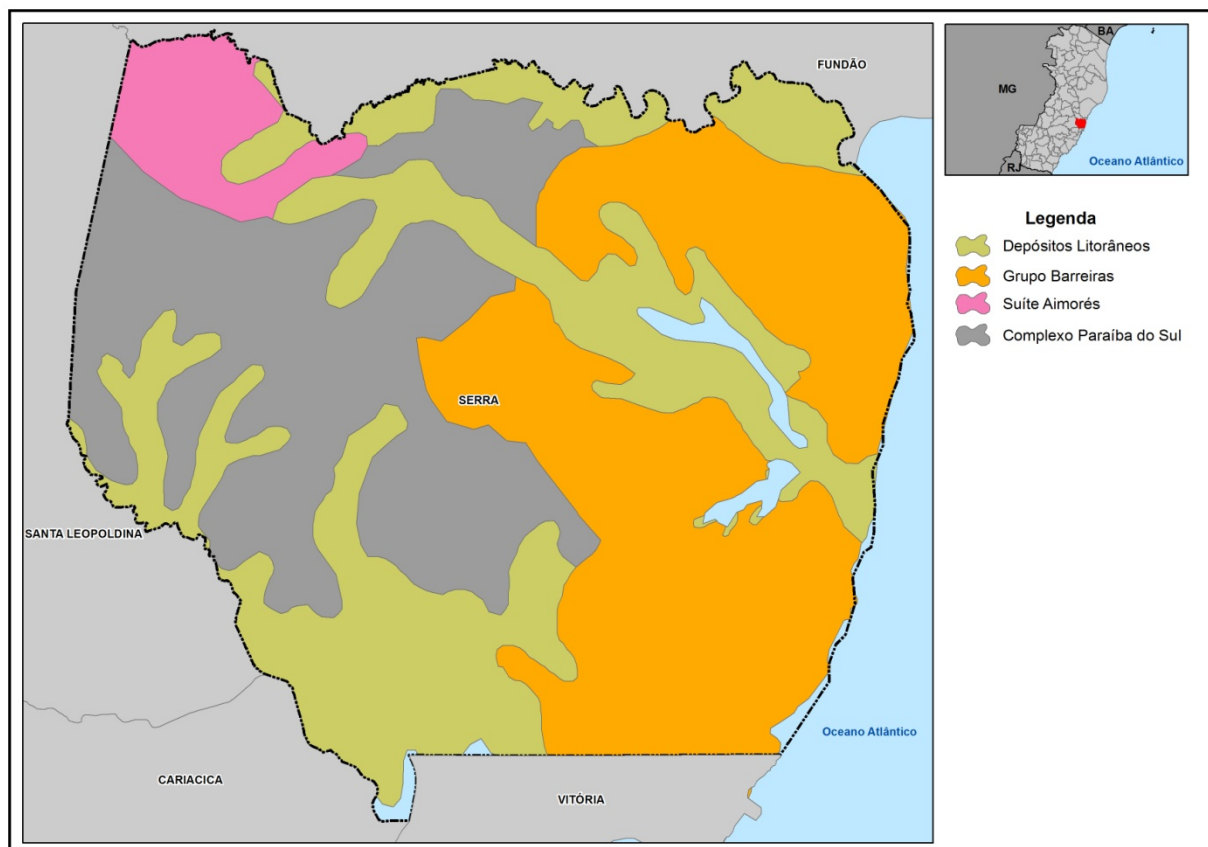 FUNDÃO
SERRA
SANTA LEOPOLDINA
CARIACICA
VITÓRIA
Oceano Atlântico
BA
MG
RJ
Oceano Atlântico
Legenda
Depósitos Litorâneos
Grupo Barreiras
Suíte Aimorés
Complexo Paraíba do Sul